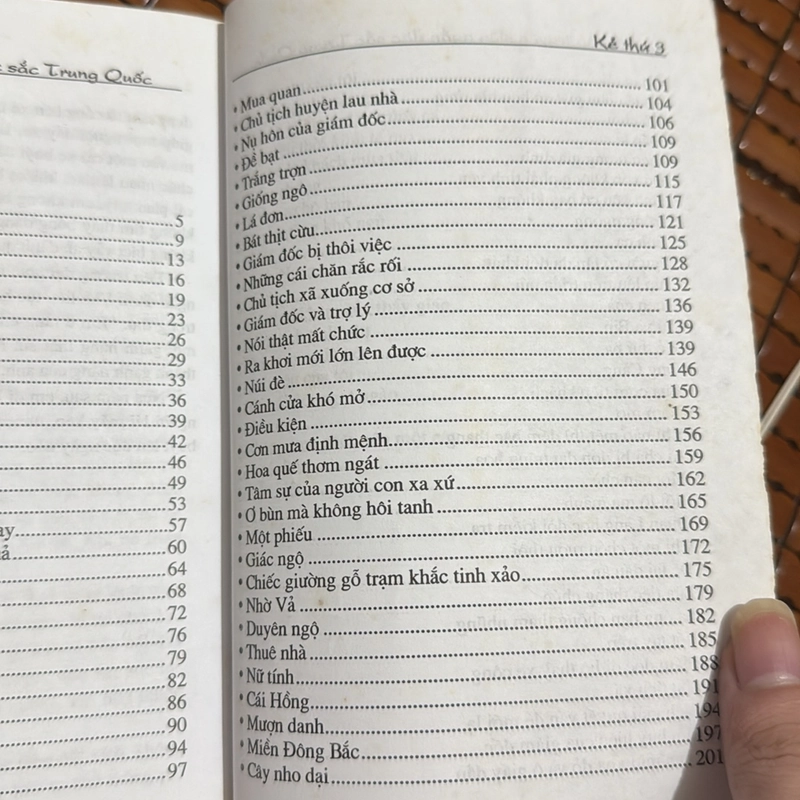 sắc Trung Quốc
5
9
13
16
19
23
26
29
33
36
39
42
46
49
53
57
60
64
68
72
76
79
82
86
90
94
97
Kẻ thứ 3
• Mua quan 101
• Chủ tịch huyện lau nhà 104
• Nụ hôn của giám đốc 106
• Đề bạt 109
• Trắng trợn 109
• Giống ngô 115
• Lá đơn 117
• Bát thịt cừu 121
• Giám đốc bị thôi việc 125
• Những cái chăn rắc rối 128
• Chủ tịch xã xuống cơ sở 132
• Giám đốc và trợ lý 136
• Nói thật mất chức 139
• Ra khơi mới lớn lên được 139
• Núi đè 146
• Cánh cửa khó mở 150
• Điều kiện 153
• Cơn mưa định mệnh 156
• Hoa quế thơm ngát 159
• Tâm sự của người con xa xứ 162
• Ở bùn mà không hôi tanh 165
• Một phiếu 169
• Giác ngộ 172
• Chiếc giường gỗ trạm khắc tinh xảo 175
• Nhờ Vả 179
• Duyên ngộ 182
• Thuê nhà 185
• Nữ tính 188
• Cái Hồng 191
• Mượn danh 194
• Miền Đông Bắc 197
• Cây nho dại 201